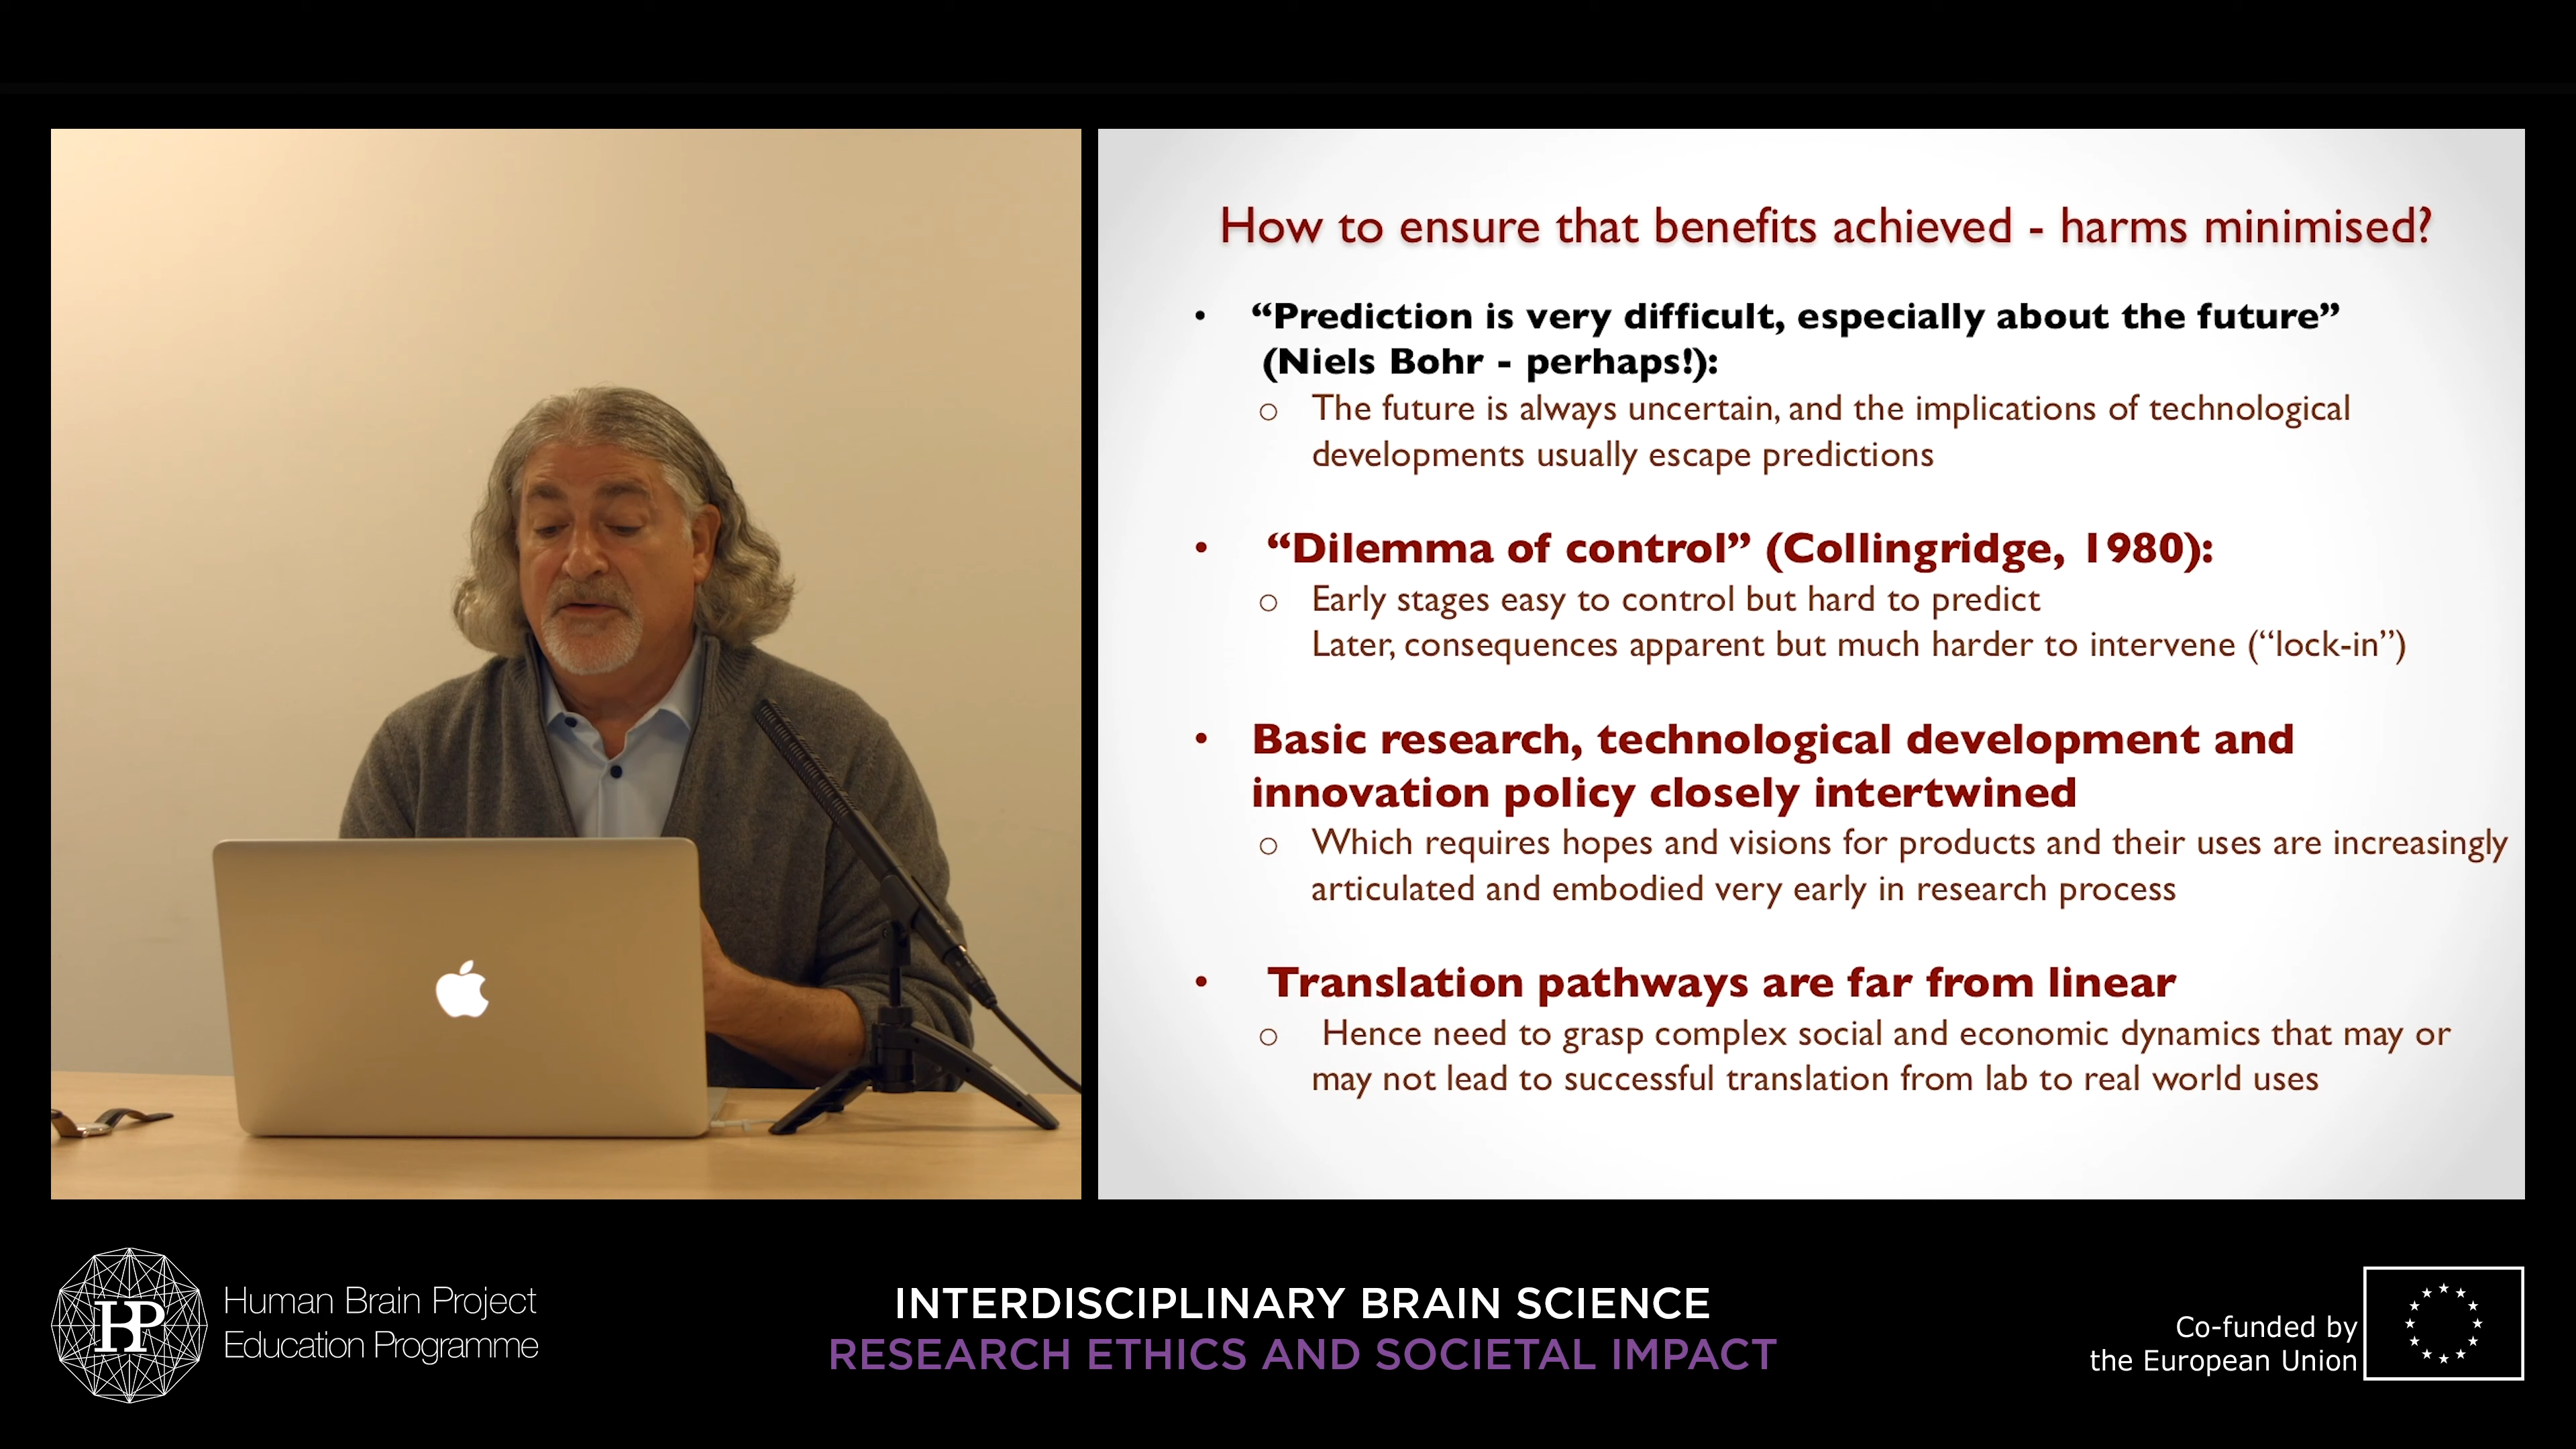 How to ensure that benefits achieved - harms minimised?
• “Prediction is very difficult, especially about the future”
(Niels Bohr - perhaps!):
o The future is always uncertain, and the implications of technological
developments usually escape predictions
• “Dilemma of control” (Collingridge, 1980):
o Early stages easy to control but hard to predict
Later, consequences apparent but much harder to intervene (“lock-in”)
• Basic research, technological development and
innovation policy closely intertwined
o Which requires hopes and visions for products and their uses are increasingly
articulated and embodied very early in research process
• Translation pathways are far from linear
o Hence need to grasp complex social and economic dynamics that may or
may not lead to successful translation from lab to real world uses
HBP
Human Brain Project
Education Programme
INTERDISCIPLINARY BRAIN SCIENCE
RESEARCH ETHICS AND SOCIETAL IMPACT
Co-funded by
the European Union